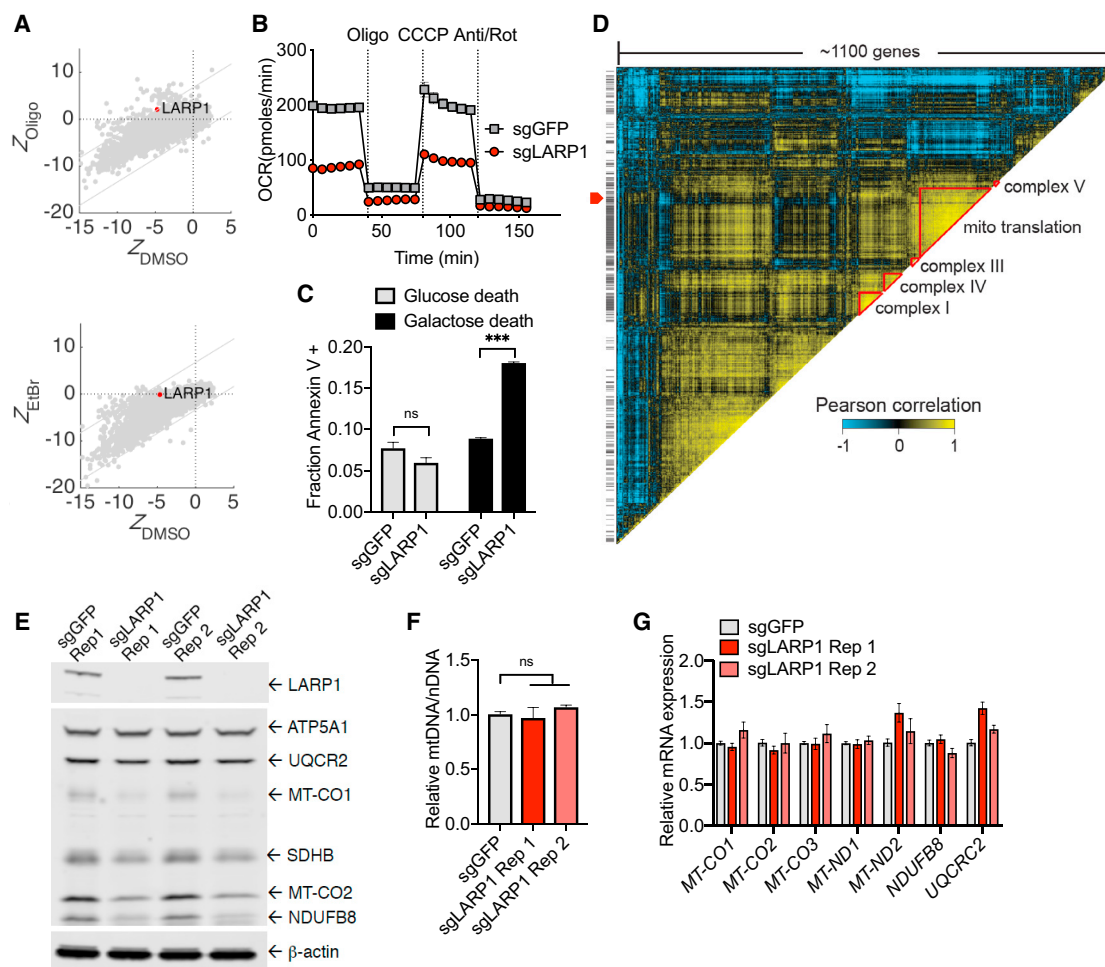 A
10
0
-10
-20
Z Oligo
LARP1
-15
-10
-5
0
5
Z DMSO
10
0
-10
-20
Z EtBr
LARP1
-15
-10
-5
0
5
Z DMSO
B
Oligo CCCP Anti/Rot
300
200
100
0
OCR(pmoles/min)
sgGFP
sgLARP1
0
50
100
150
Time (min)
C
Glucose death
Galactose death
0.20
0.15
0.10
0.05
0.00
Fraction Annexin V +
ns
***
sgGFP
sgLARP1
sgGFP
sgLARP1
D
~1100 genes
complex V
mito translation
complex III
complex IV
complex I
Pearson correlation
-1
0
1
E
sgGFP
Rep1
sgLARP1
Rep 1
sgGFP
Rep 2
sgLARP1
Rep 2
← LARP1
← ATP5A1
← UQCR2
← MT-CO1
← SDHB
← MT-CO2
← NDUFB8
← β-actin
F
1.5
1.0
0.5
0.0
Relative mtDNA/nDNA
ns
sgGFP
sgLARP1 Rep 1
sgLARP1 Rep 2
G
sgGFP
sgLARP1 Rep 1
sgLARP1 Rep 2
2.0
1.5
1.0
0.5
0.0
Relative mRNA expression
MT-CO1
MT-CO2
MT-CO3
MT-ND1
MT-ND2
NDUFB8
UQCRC2